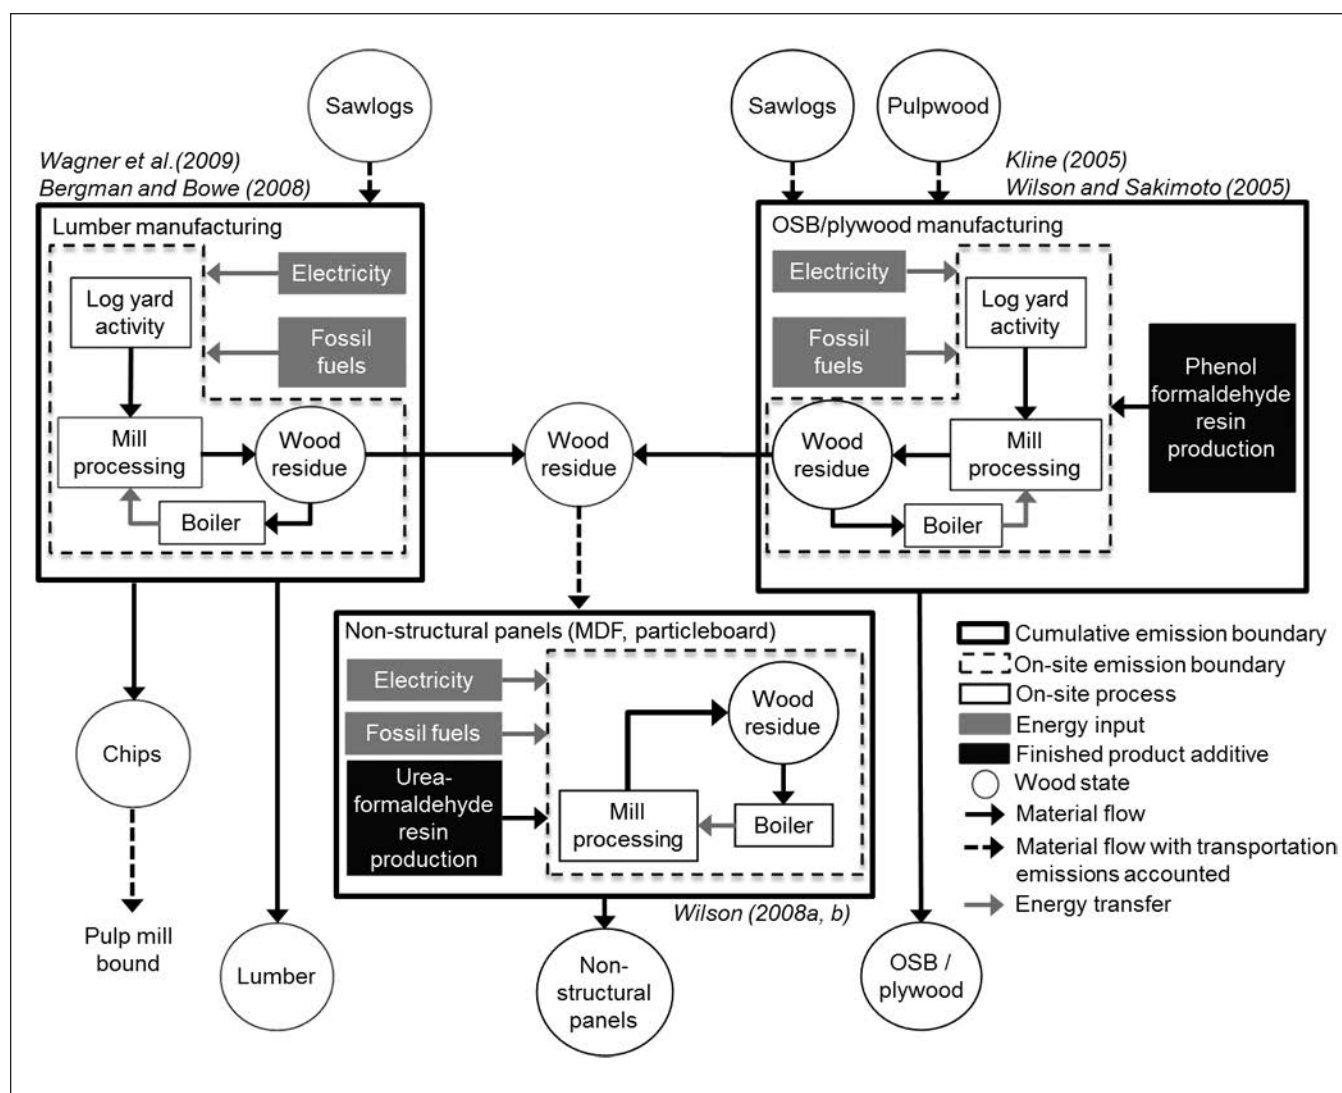 Sawlogs
Sawlogs
Pulpwood
Wagner et al.(2009)
Bergman and Bowe (2008)
Kline (2005)
Wilson and Sakimoto (2005)
Lumber manufacturing
Electricity
Log yard
activity
Fossil
fuels
Mill
processing
Wood
residue
Boiler
Wood
residue
OSB/plywood manufacturing
Electricity
Log yard
activity
Fossil
fuels
Phenol
formaldehyde
resin
production
Wood
residue
Mill
processing
Boiler
Non-structural panels (MDF, particleboard)
Electricity
Fossil fuels
Urea-
formaldehyde
resin
production
Wood
residue
Mill
processing
Boiler
Wilson (2008a, b)
Chips
Pulp mill
bound
Lumber
Non-
structural
panels
OSB /
plywood
Cumulative emission boundary
On-site emission boundary
On-site process
Energy input
Finished product additive
Wood state
Material flow
Material flow with transportation
emissions accounted
Energy transfer